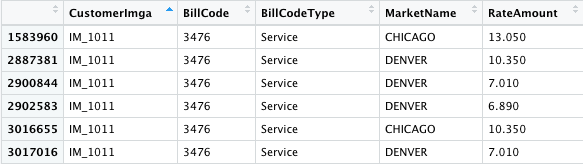 CustomerImga BillCode BillCodeType MarketName RateAmount
1583960 IM_1011 3476 Service CHICAGO 13.050
2887381 IM_1011 3476 Service DENVER 10.350
2900844 IM_1011 3476 Service DENVER 7.010
2902583 IM_1011 3476 Service DENVER 6.890
3016655 IM_1011 3476 Service CHICAGO 10.350
3017016 IM_1011 3476 Service DENVER 7.010